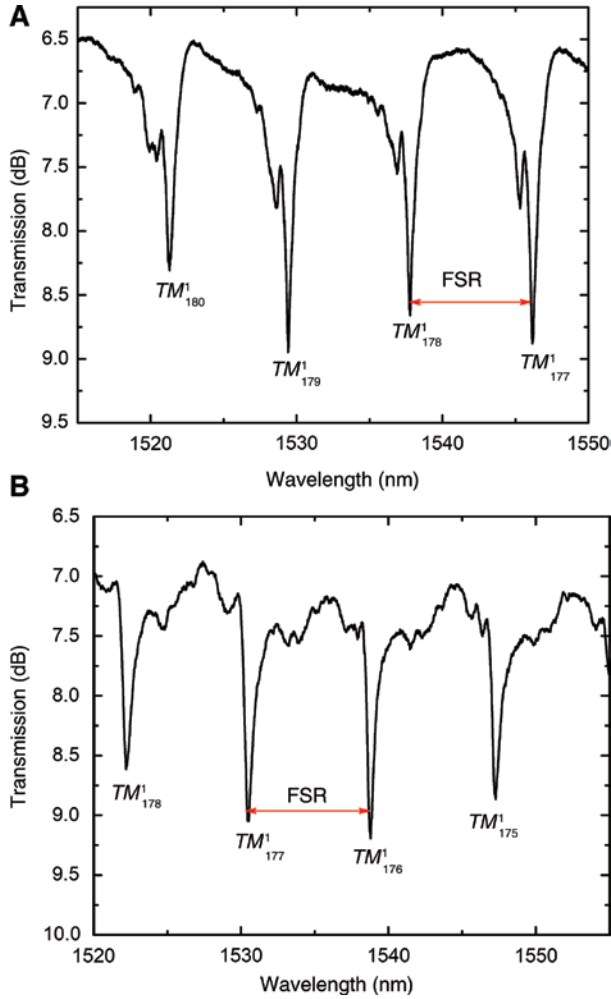 A
6.5
7.0
7.5
8.0
8.5
9.0
9.5
Transmission (dB)
TM¹₁₈₀
TM¹₁₇₉
TM¹₁₇₈
TM¹₁₇₇
FSR
1520
1530
1540
1550
Wavelength (nm)
B
6.5
7.0
7.5
8.0
8.5
9.0
9.5
10.0
Transmission (dB)
TM¹₁₇₈
TM¹₁₇₇
TM¹₁₇₆
TM¹₁₇₅
FSR
1520
1530
1540
1550
Wavelength (nm)